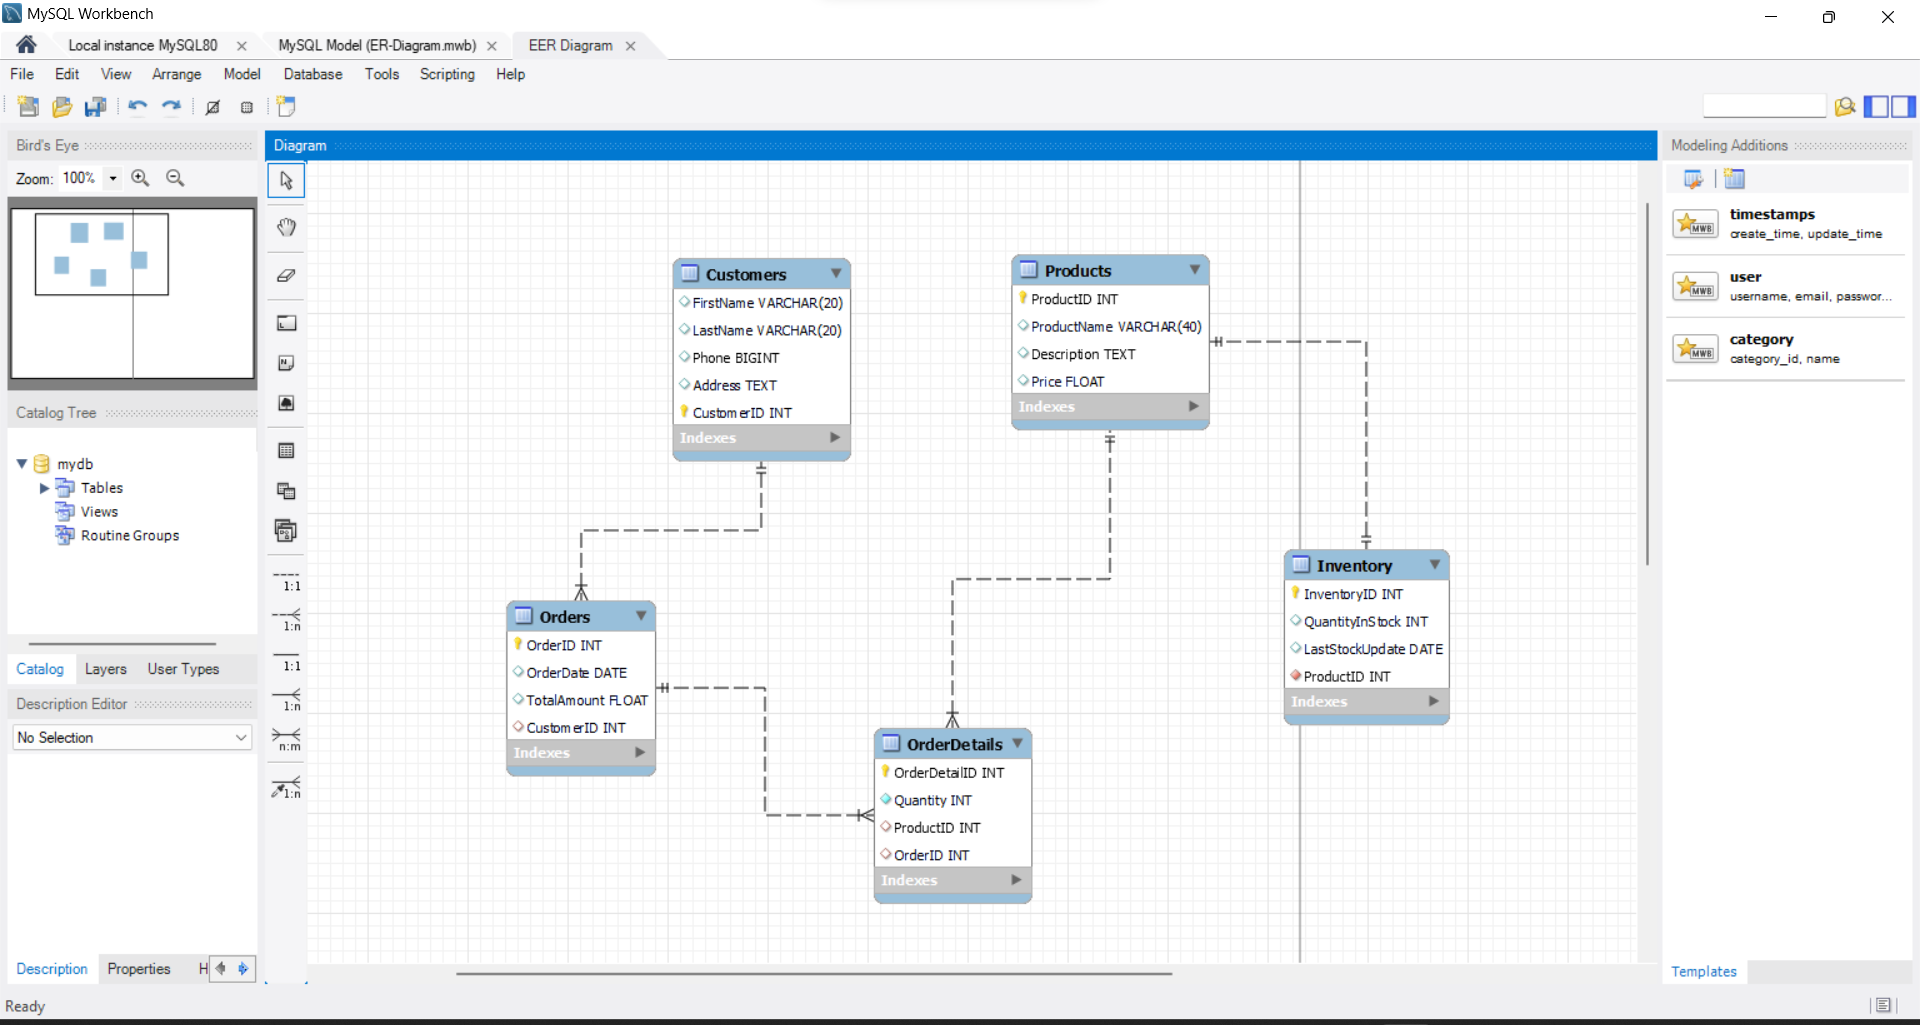 MySQL Workbench
Local instance MySQL80
MySQL Model (ER-Diagram.mwb)
EER Diagram
File Edit View Arrange Model Database Tools Scripting Help
Bird's Eye
Zoom: 100%
Catalog Tree
mydb
Tables
Views
Routine Groups
Catalog Layers User Types
Description Editor
No Selection
Description Properties H
Ready
Diagram
1:1
1:n
1:1
1:n
n:m
1:n
Customers
FirstName VARCHAR(20)
LastName VARCHAR(20)
Phone BIGINT
Address TEXT
CustomerID INT
Indexes
Products
ProductID INT
ProductName VARCHAR(40)
Description TEXT
Price FLOAT
Indexes
Orders
OrderID INT
OrderDate DATE
TotalAmount FLOAT
CustomerID INT
Indexes
OrderDetails
OrderDetailID INT
Quantity INT
ProductID INT
OrderID INT
Indexes
Inventory
InventoryID INT
QuantityInStock INT
LastStockUpdate DATE
ProductID INT
Indexes
Modeling Additions
MWB
timestamps
create_time, update_time
MWB
user
username, email, passwor...
MWB
category
category_id, name
Templates